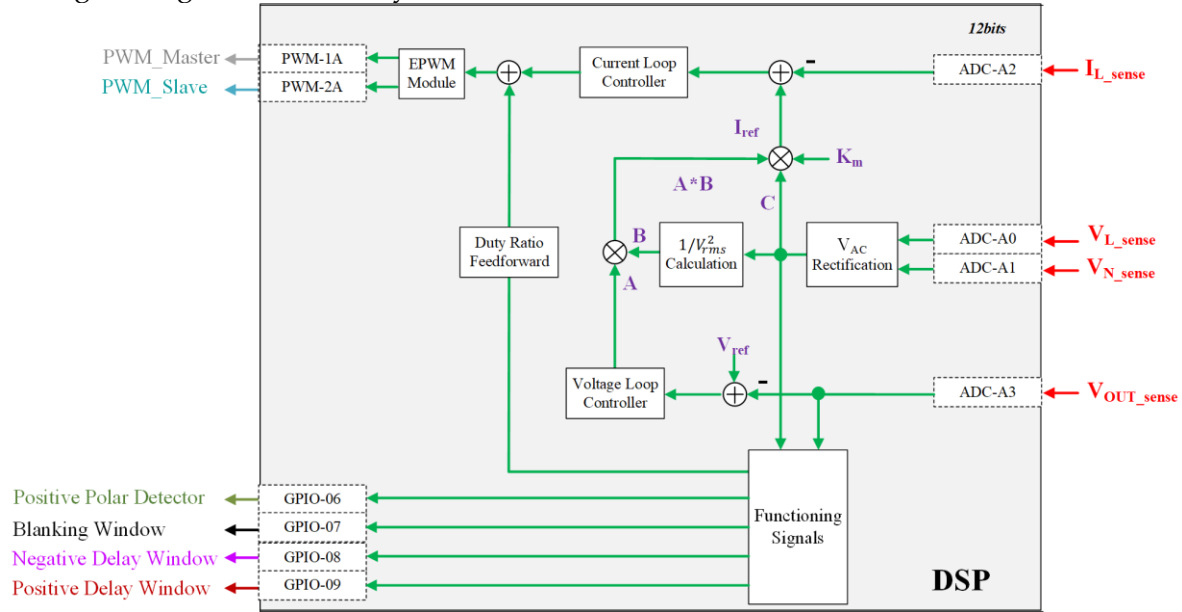 12bits
PWM_Master
PWM-1A
EPWM
Module
Current Loop
Controller
-
ADC-A2
I_L_sense
PWM_Slave
PWM-2A
I_ref
K_m
A*B
C
Duty Ratio
Feedforward
B
1/V²_rms
Calculation
V_AC
Rectification
ADC-A0
V_L_sense
ADC-A1
V_N_sense
A
V_ref
Voltage Loop
Controller
-
ADC-A3
V_OUT_sense
Positive Polar Detector
GPIO-06
Blanking Window
GPIO-07
Negative Delay Window
GPIO-08
Positive Delay Window
GPIO-09
Functioning
Signals
DSP